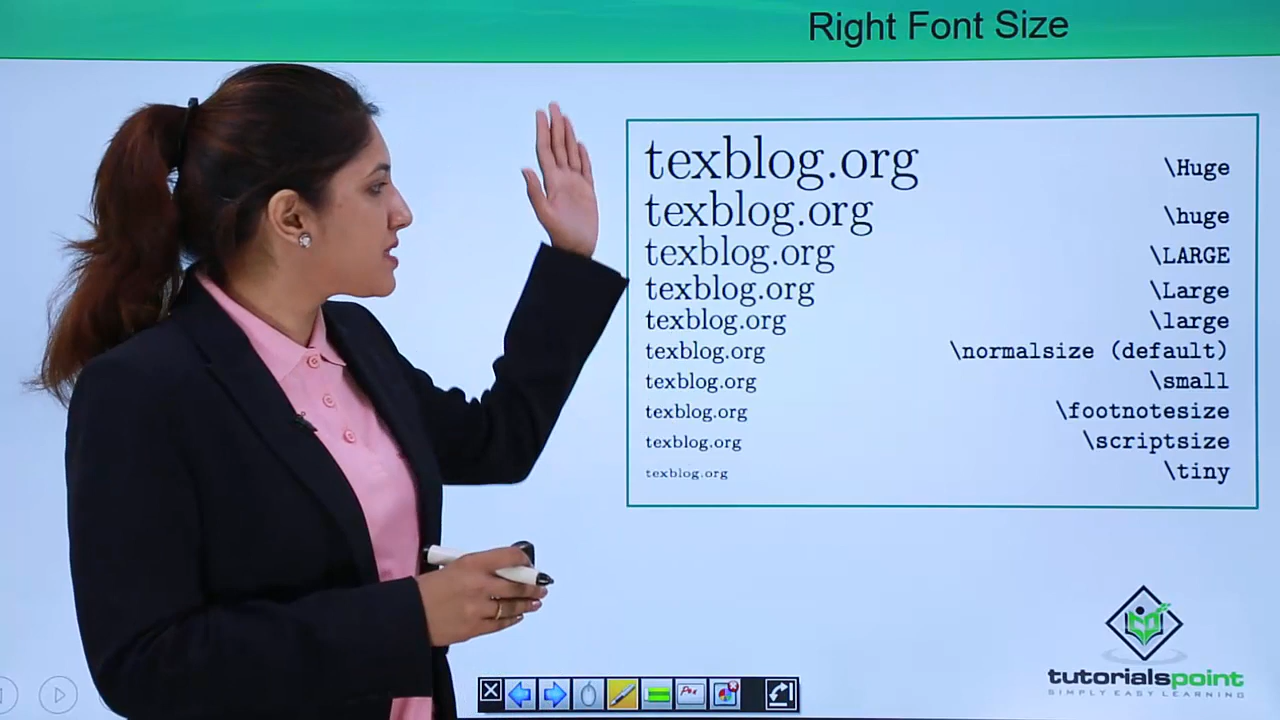 Right Font Size
texblog.org \Huge
texblog.org \huge
texblog.org \LARGE
texblog.org \Large
texblog.org \large
texblog.org \normalsize (default)
texblog.org \small
texblog.org \footnotesize
texblog.org \scriptsize
texblog.org \tiny
tutorialspoint
SIMPLY EASY LEARNING
Pen